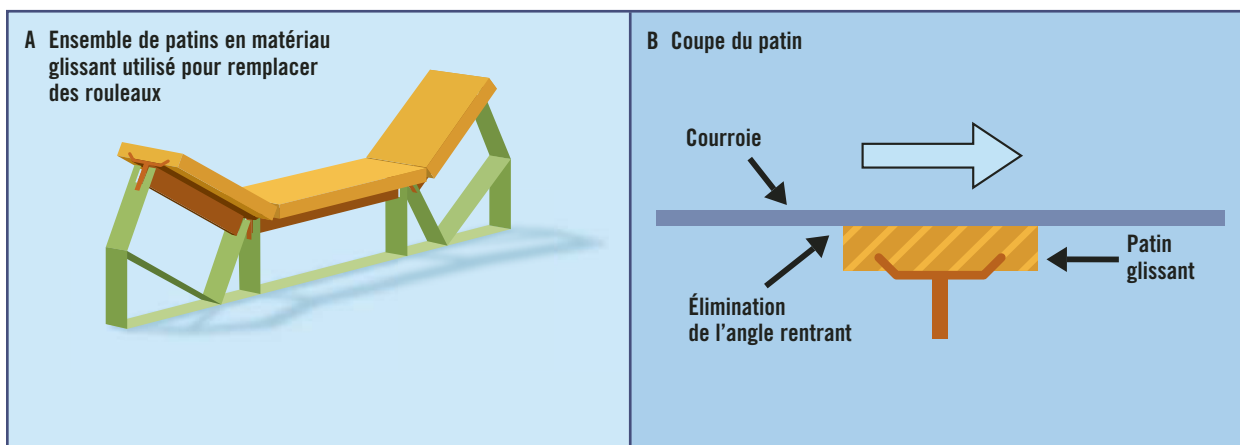 A Ensemble de patins en matériau
glissant utilisé pour remplacer
des rouleaux
B Coupe du patin
Courroie
Élimination
de l'angle rentrant
Patin
glissant